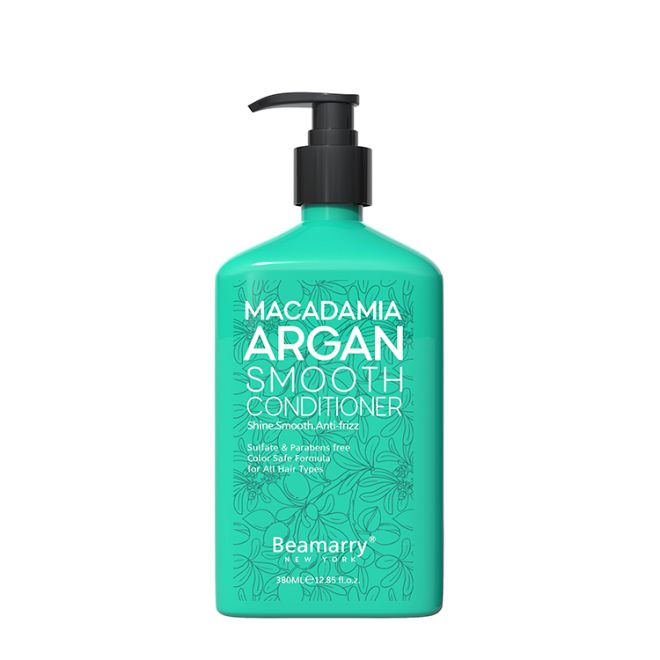 MACADAMIA
ARGAN
SMOOTH
CONDITIONER
Shine.Smooth.Anti-frizz
Sulfate & Parabens free
Color Safe Formula
for All Hair Types
Beamarry®
NEW YORK
380ML℮12.85 fl.oz.